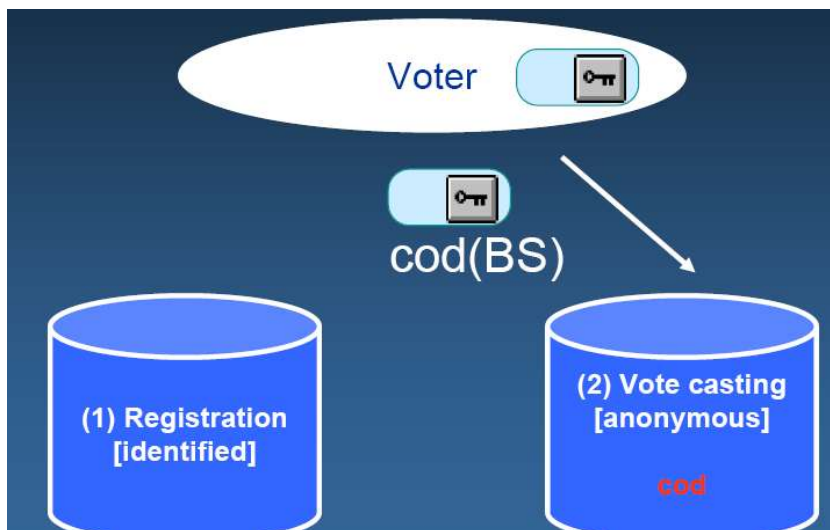 Voter
cod(BS)
(1) Registration
[identified]
(2) Vote casting
[anonymous]
cod